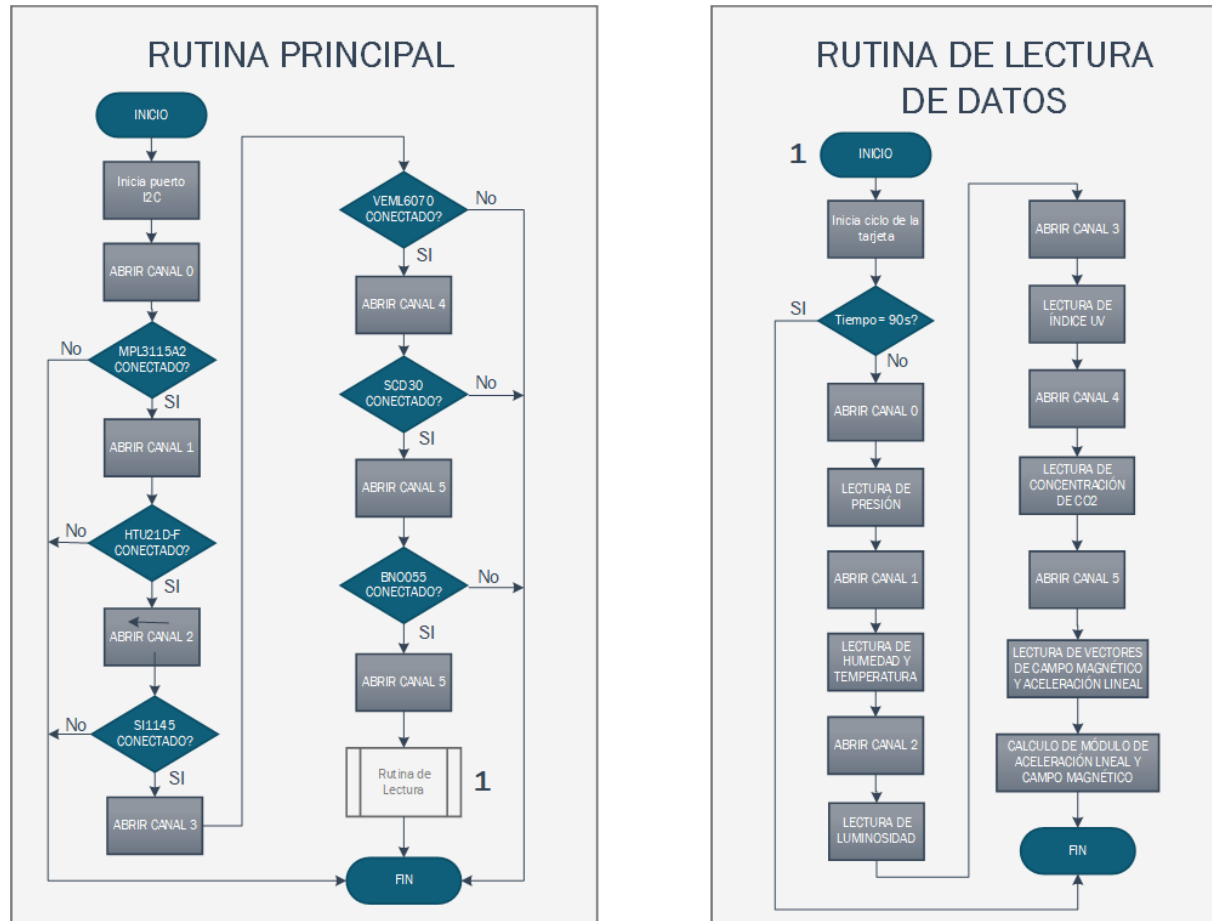 RUTINA PRINCIPAL
INICIO
Inicia puerto
I2C
ABRIR CANAL 0
MPL3115A2
CONECTADO?
No
SI
ABRIR CANAL 1
HTU21D-F
CONECTADO?
No
SI
ABRIR CANAL 2
SI1145
CONECTADO?
No
SI
ABRIR CANAL 3
VEML6070
CONECTADO?
No
SI
ABRIR CANAL 4
SCD30
CONECTADO?
No
SI
ABRIR CANAL 5
BNO055
CONECTADO?
No
SI
ABRIR CANAL 5
Rutina de
Lectura
1
FIN
RUTINA DE LECTURA
DE DATOS
1
INICIO
Inicia ciclo de la
tarjeta
Tiempo= 90s?
SI
No
ABRIR CANAL 0
LECTURA DE
PRESIÓN
ABRIR CANAL 1
LECTURA DE
HUMEDAD Y
TEMPERATURA
ABRIR CANAL 2
LECTURA DE
LUMINOSIDAD
ABRIR CANAL 3
LECTURA DE
ÍNDICE UV
ABRIR CANAL 4
LECTURA DE
CONCENTRACIÓN
DE CO2
ABRIR CANAL 5
LECTURA DE VECTORES
DE CAMPO MAGNÉTICO
Y ACELERACIÓN LINEAL
CALCULO DE MÓDULO DE
ACELERACIÓN LNEAL Y
CAMPO MAGNÉTICO
FIN